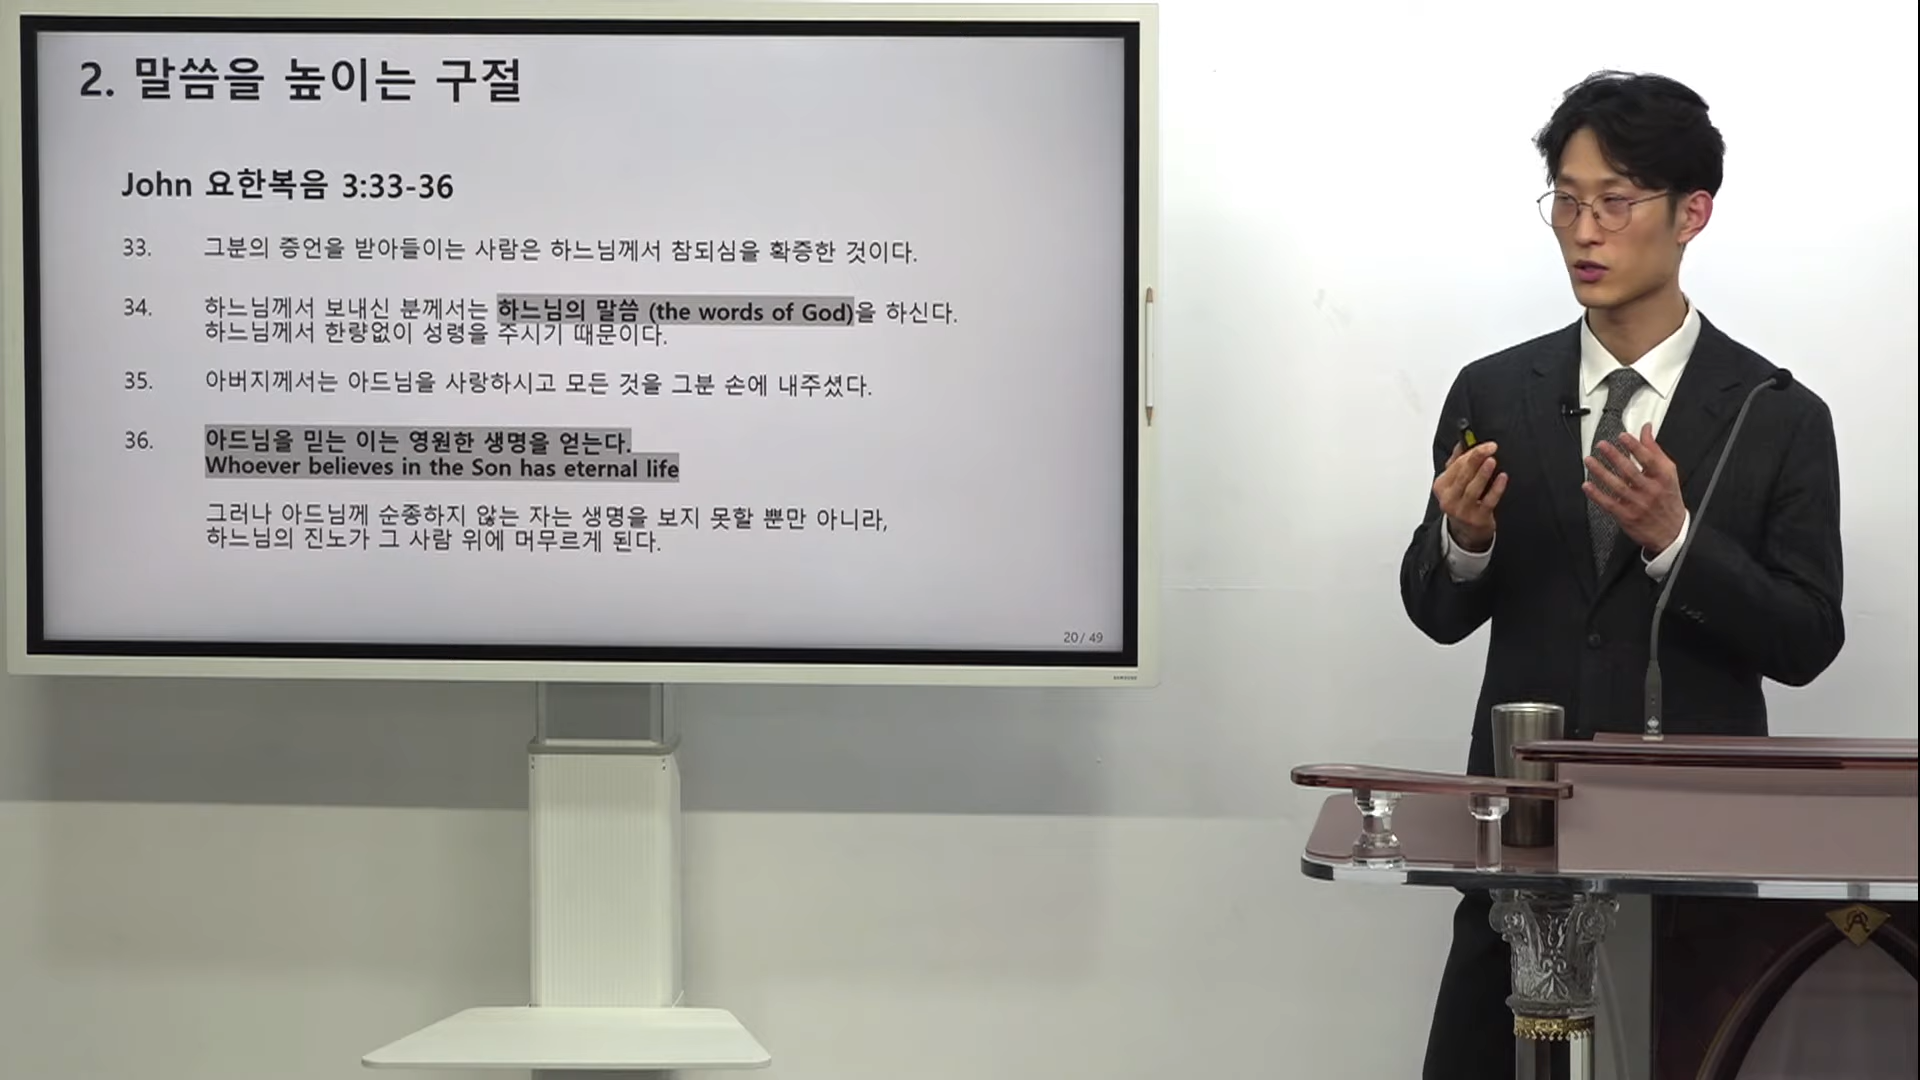 2. 말씀을 높이는 구절
John 요한복음 3:33-36
33. 그분의 증언을 받아들이는 사람은 하느님께서 참되심을 확증한 것이다.
34. 하느님께서 보내신 분께서는 하느님의 말씀 (the words of God)을 하신다.
하느님께서 한량없이 성령을 주시기 때문이다.
35. 아버지께서는 아드님을 사랑하시고 모든 것을 그분 손에 내주셨다.
36. 아드님을 믿는 이는 영원한 생명을 얻는다.
Whoever believes in the Son has eternal life
그러나 아드님께 순종하지 않는 자는 생명을 보지 못할 뿐만 아니라,
하느님의 진노가 그 사람 위에 머무르게 된다.
20/ 49
SAMSUNG